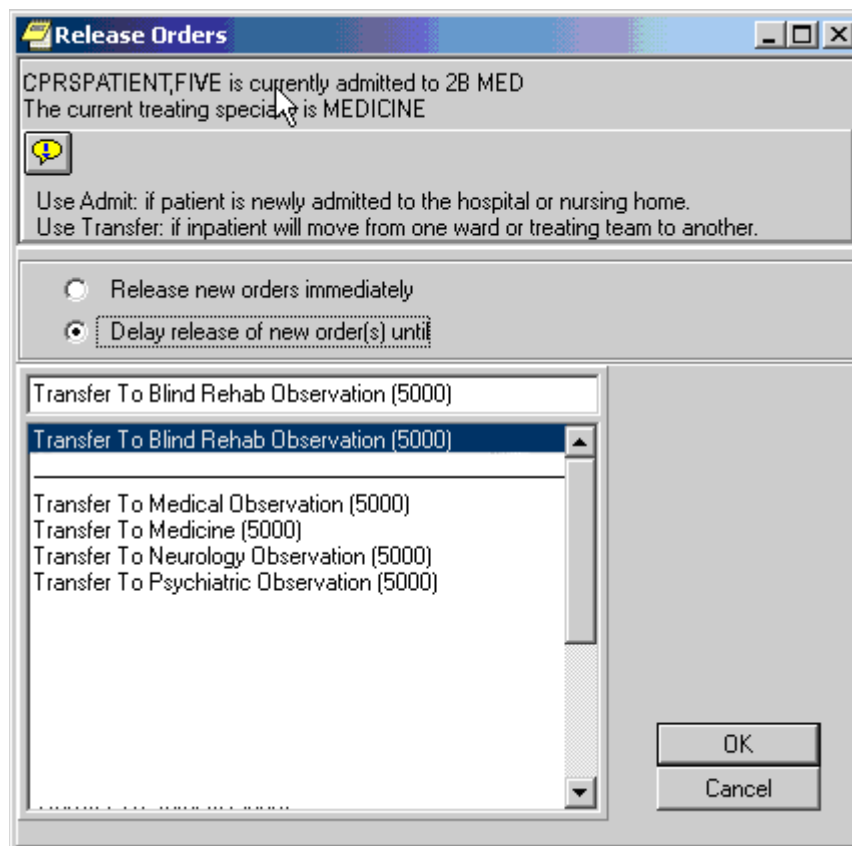 Release Orders
CPRSPATIENT,FIVE is currently admitted to 2B MED
The current treating specialty is MEDICINE
Use Admit: if patient is newly admitted to the hospital or nursing home.
Use Transfer: if inpatient will move from one ward or treating team to another.
Release new orders immediately
Delay release of new order(s) until
Transfer To Blind Rehab Observation (5000)
Transfer To Blind Rehab Observation (5000)
Transfer To Medical Observation (5000)
Transfer To Medicine (5000)
Transfer To Neurology Observation (5000)
Transfer To Psychiatric Observation (5000)
OK
Cancel